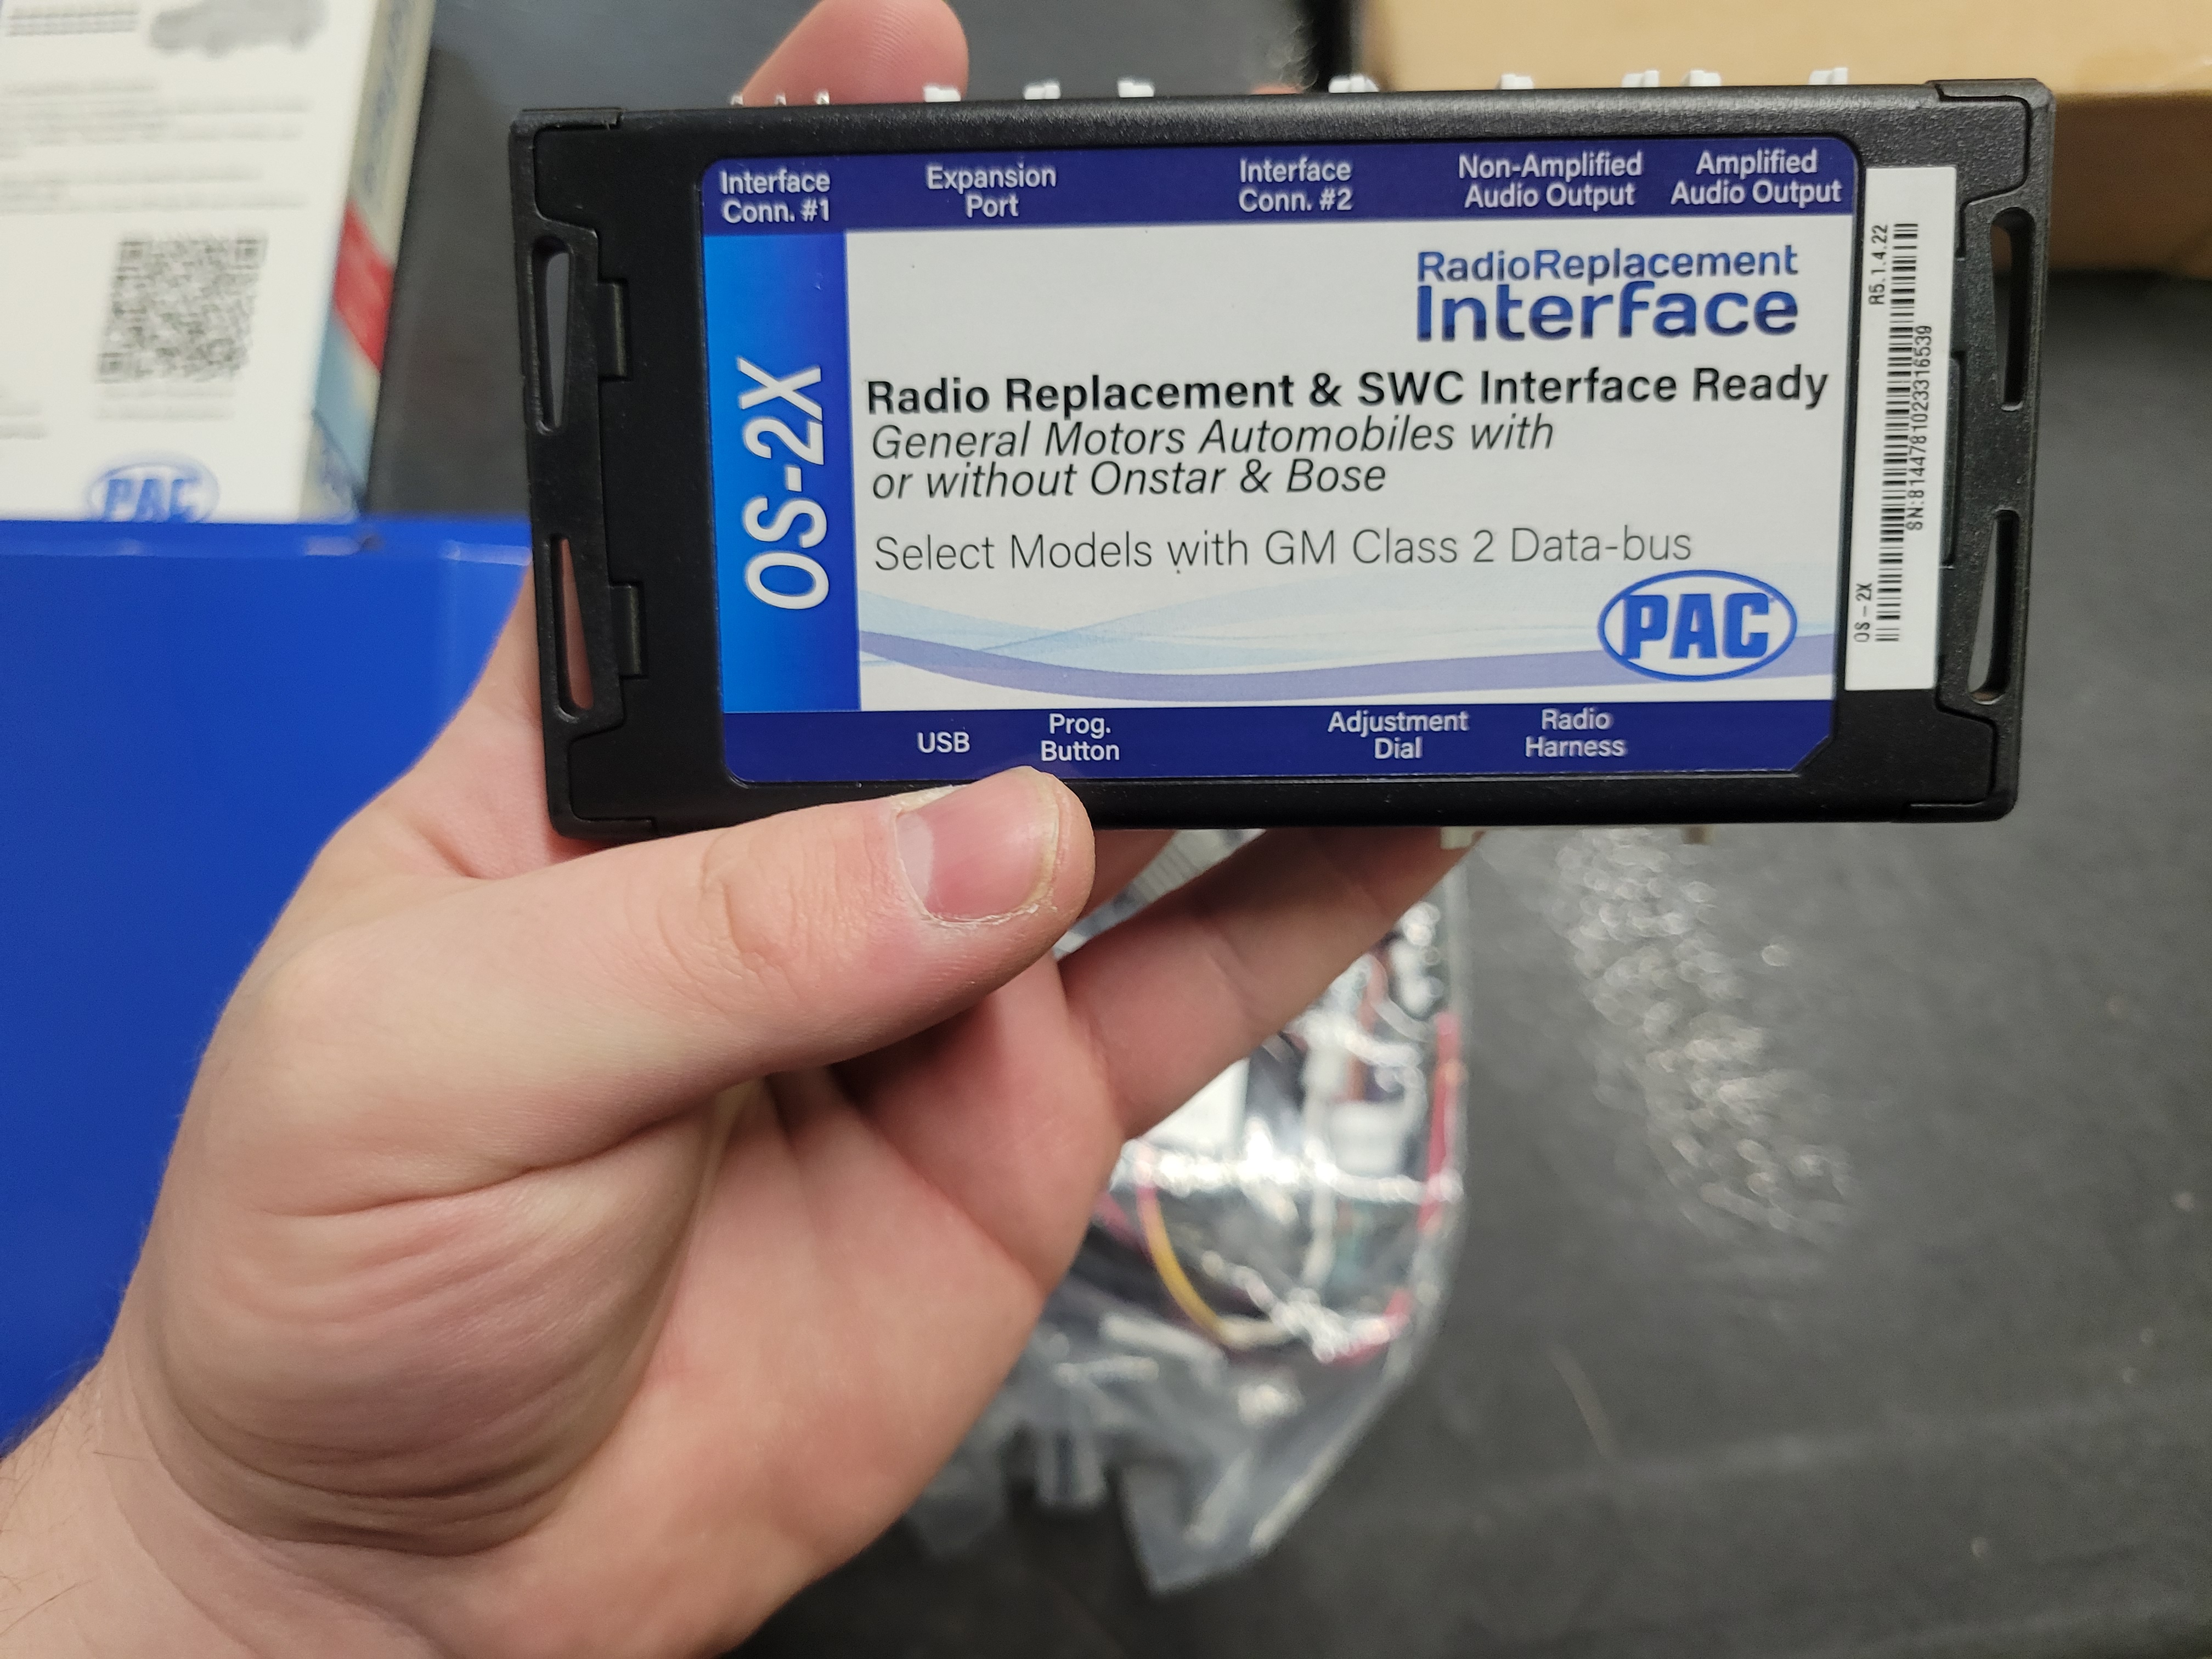 Interface
Conn. #1
Expansion
Port
Interface
Conn. #2
Non-Amplified
Audio Output
Amplified
Audio Output
RadioReplacement
Interface
OS-2X
Radio Replacement & SWC Interface Ready
General Motors Automobiles with
or without Onstar & Bose
Select Models with GM Class 2 Data-bus
PAC
USB
Prog.
Button
Adjustment
Dial
Radio
Harness
R5.1.4.22
SN:8144781023316539
OS-2X
PAC